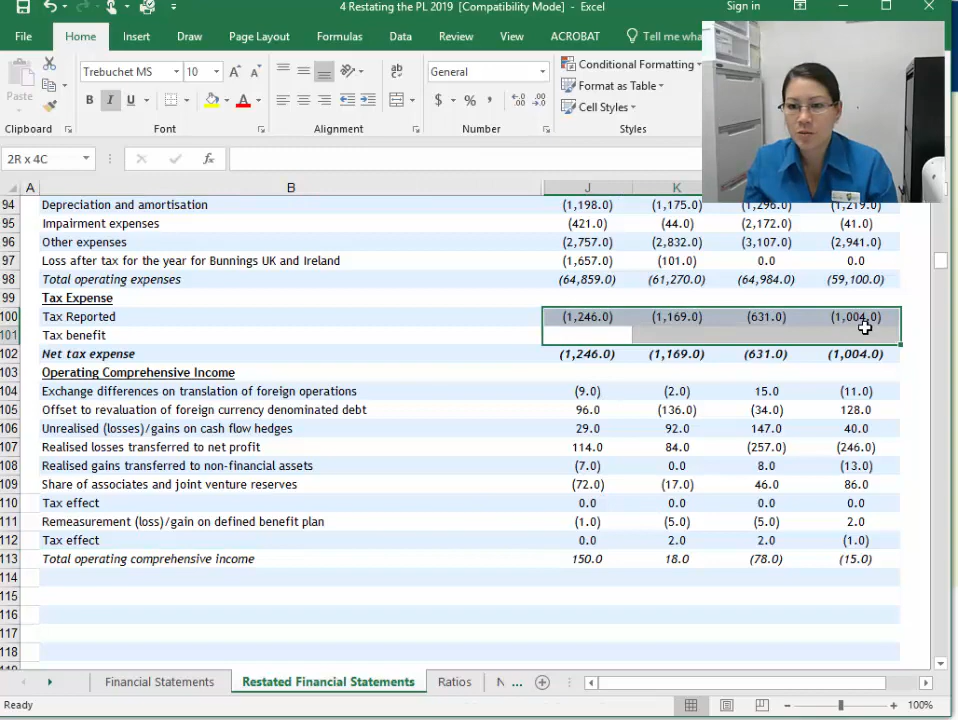 4 Restating the PL 2019 [Compatibility Mode] - Excel
Sign in
File Home Insert Draw Page Layout Formulas Data Review View ACROBAT Tell me
Paste
Trebuchet MS 10 A A ab General Conditional Formatting
B I U A $ % , Format as Table
Cell Styles
Clipboard Font Alignment Number Styles
2R x 4C fx
A B J K
94 Depreciation and amortisation (1,198.0) (1,175.0) (1,296.0) (1,219.0)
95 Impairment expenses (421.0) (44.0) (2,172.0) (41.0)
96 Other expenses (2,757.0) (2,832.0) (3,107.0) (2,941.0)
97 Loss after tax for the year for Bunnings UK and Ireland (1,657.0) (101.0) 0.0 0.0
98 Total operating expenses (64,859.0) (61,270.0) (64,984.0) (59,100.0)
99 Tax Expense
100 Tax Reported (1,246.0) (1,169.0) (631.0) (1,004.0)
101 Tax benefit
102 Net tax expense (1,246.0) (1,169.0) (631.0) (1,004.0)
103 Operating Comprehensive Income
104 Exchange differences on translation of foreign operations (9.0) (2.0) 15.0 (11.0)
105 Offset to revaluation of foreign currency denominated debt 96.0 (136.0) (34.0) 128.0
106 Unrealised (losses)/gains on cash flow hedges 29.0 92.0 147.0 40.0
107 Realised losses transferred to net profit 114.0 84.0 (257.0) (246.0)
108 Realised gains transferred to non-financial assets (7.0) 0.0 8.0 (13.0)
109 Share of associates and joint venture reserves (72.0) (17.0) 46.0 86.0
110 Tax effect 0.0 0.0 0.0 0.0
111 Remeasurement (loss)/gain on defined benefit plan (1.0) (5.0) (5.0) 2.0
112 Tax effect 0.0 2.0 2.0 (1.0)
113 Total operating comprehensive income 150.0 18.0 (78.0) (15.0)
114
115
116
117
118
Financial Statements Restated Financial Statements Ratios N ...
Ready 100%